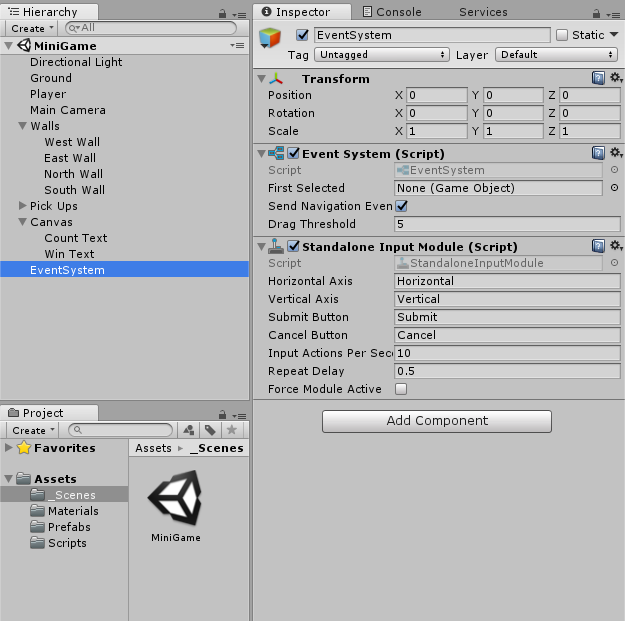 Hierarchy
Create
All
MiniGame
Directional Light
Ground
Player
Main Camera
Walls
West Wall
East Wall
North Wall
South Wall
Pick Ups
Canvas
Count Text
Win Text
EventSystem
Project
Create
Favorites
Assets
_Scenes
Materials
Prefabs
Scripts
Assets _Scenes
MiniGame
Inspector Console Services
EventSystem Static
Tag Untagged Layer Default
Transform
Position X 0 Y 0 Z 0
Rotation X 0 Y 0 Z 0
Scale X 1 Y 1 Z 1
Event System (Script)
Script EventSystem
First Selected None (Game Object)
Send Navigation Even
Drag Threshold 5
Standalone Input Module (Script)
Script StandaloneInputModule
Horizontal Axis Horizontal
Vertical Axis Vertical
Submit Button Submit
Cancel Button Cancel
Input Actions Per Seco 10
Repeat Delay 0.5
Force Module Active
Add Component